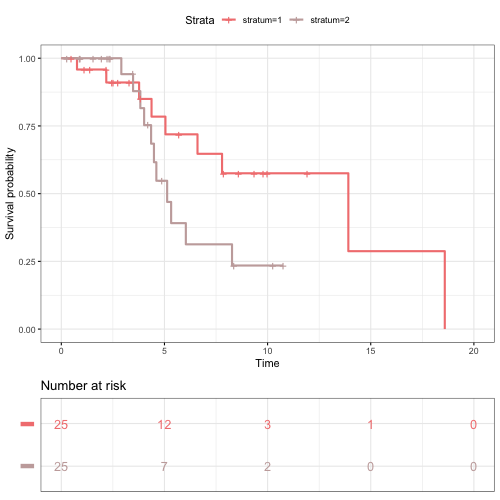 Strata stratum=1 stratum=2
Survival probability
1.00
0.75
0.50
0.25
0.00
0 5 10 15 20
Time
Number at risk
25 12 3 1 0
25 7 2 0 0